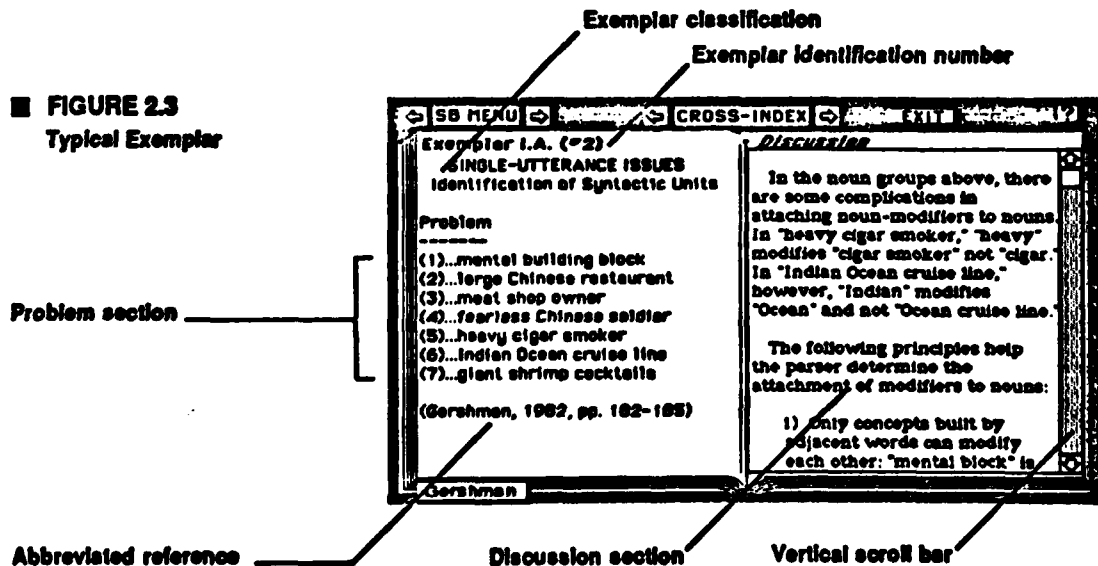 Exemplar classification
Exemplar identification number
■ FIGURE 2.3
Typical Exemplar
SB MENU
CROSS-INDEX
EXIT
?
Exemplar I.A. (#2)
SINGLE-UTTERANCE ISSUES
Identification of Syntactic Units
Problem
-------
(1)...mental building block
(2)...large Chinese restaurant
(3)...meat shop owner
(4)...fearless Chinese soldier
(5)...heavy cigar smoker
(6)...Indian Ocean cruise line
(7)...giant shrimp cocktails
(Gershman, 1982, pp. 182-185)
Gershman
Discussion
In the noun groups above, there
are some complications in
attaching noun-modifiers to nouns.
In "heavy cigar smoker," "heavy"
modifies "cigar smoker" not "cigar."
In "Indian Ocean cruise line,"
however, "Indian" modifies
"Ocean" and not "Ocean cruise line."
The following principles help
the parser determine the
attachment of modifiers to nouns:
1) Only concepts built by
adjacent words can modify
each other: "mental block" is
Problem section
Abbreviated reference
Discussion section
Vertical scroll bar